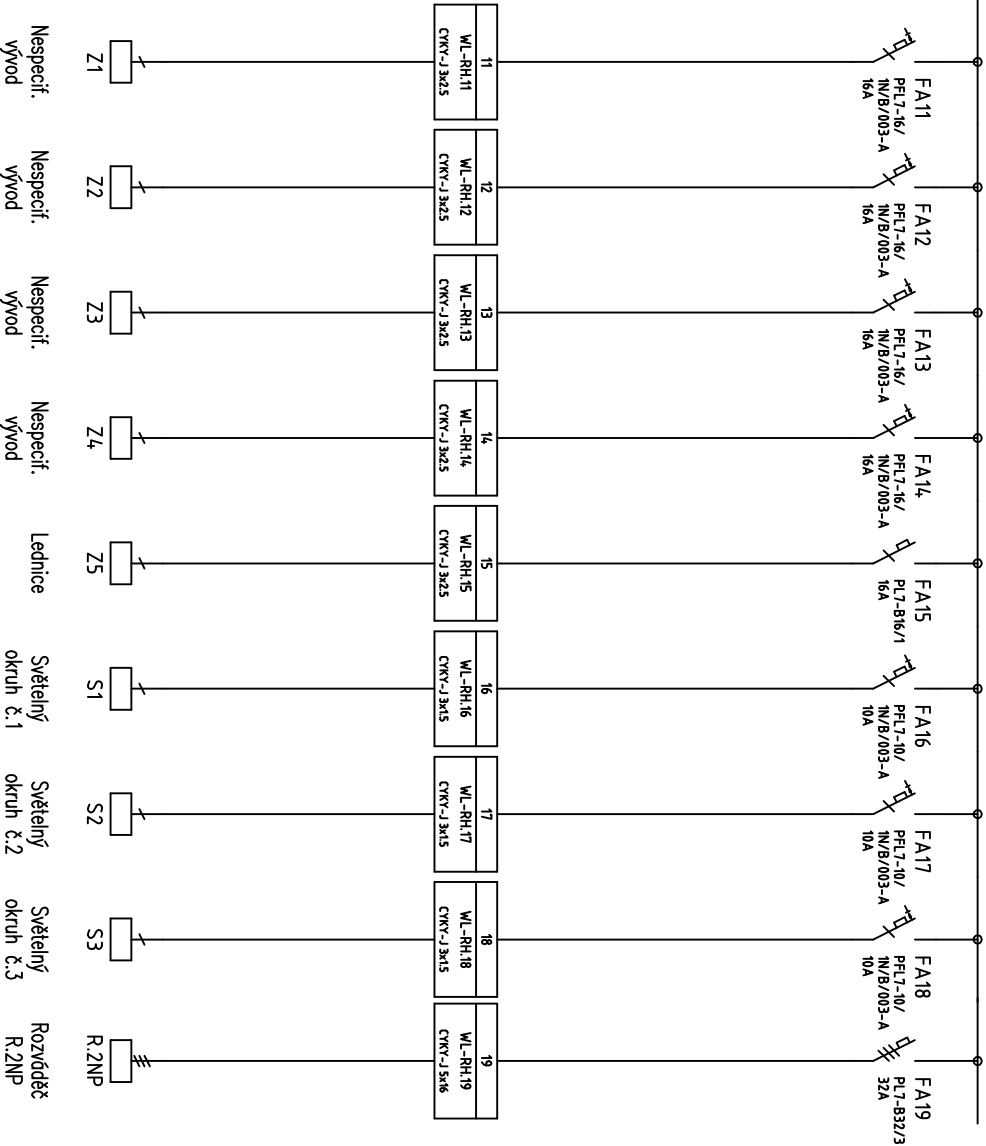 FA11
PFL7-16/
1N/B/003-A
16A
11
WL-RH.11
CYKY-J 3x2.5
Z1
Nespecif.
vývod
FA12
PFL7-16/
1N/B/003-A
16A
12
WL-RH.12
CYKY-J 3x2.5
Z2
Nespecif.
vývod
FA13
PFL7-16/
1N/B/003-A
16A
13
WL-RH.13
CYKY-J 3x2.5
Z3
Nespecif.
vývod
FA14
PFL7-16/
1N/B/003-A
16A
14
WL-RH.14
CYKY-J 3x2.5
Z4
Nespecif.
vývod
FA15
PL7-B16/1
16A
15
WL-RH.15
CYKY-J 3x2.5
Z5
Lednice
FA16
PFL7-10/
1N/B/003-A
10A
16
WL-RH.16
CYKY-J 3x1.5
S1
Světelný
okruh č.1
FA17
PFL7-10/
1N/B/003-A
10A
17
WL-RH.17
CYKY-J 3x1.5
S2
Světelný
okruh č.2
FA18
PFL7-10/
1N/B/003-A
10A
18
WL-RH.18
CYKY-J 3x1.5
S3
Světelný
okruh č.3
FA19
PL7-B32/3
32A
19
WL-RH.19
CYKY-J 5x16
R.2NP
Rozváděč
R.2NP